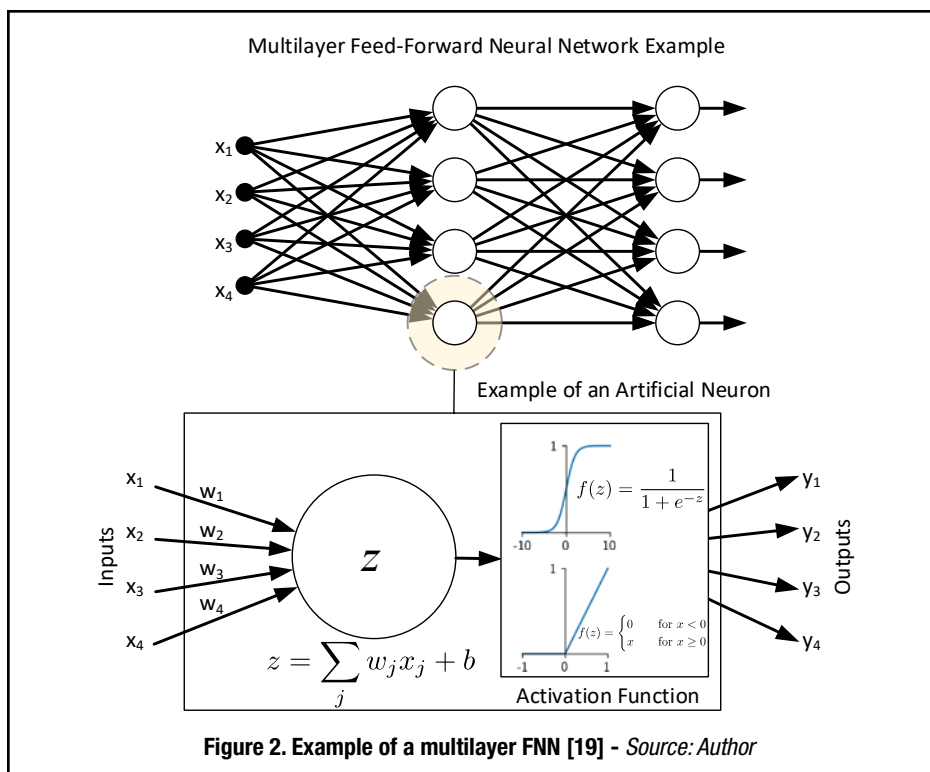 Multilayer Feed-Forward Neural Network Example
x₁
x₂
x₃
x₄
Example of an Artificial Neuron
Inputs
x₁
x₂
x₃
x₄
w₁
w₂
w₃
w₄
z
z = ∑ⱼ wⱼxⱼ + b
1
f(z) = 1 / (1 + e⁻ᶻ)
-10 0 10
1
f(z) = { 0 for x < 0
x for x ≥ 0
-1 0 1
Activation Function
y₁
y₂
y₃
y₄
Outputs
Figure 2. Example of a multilayer FNN [19] - Source: Author